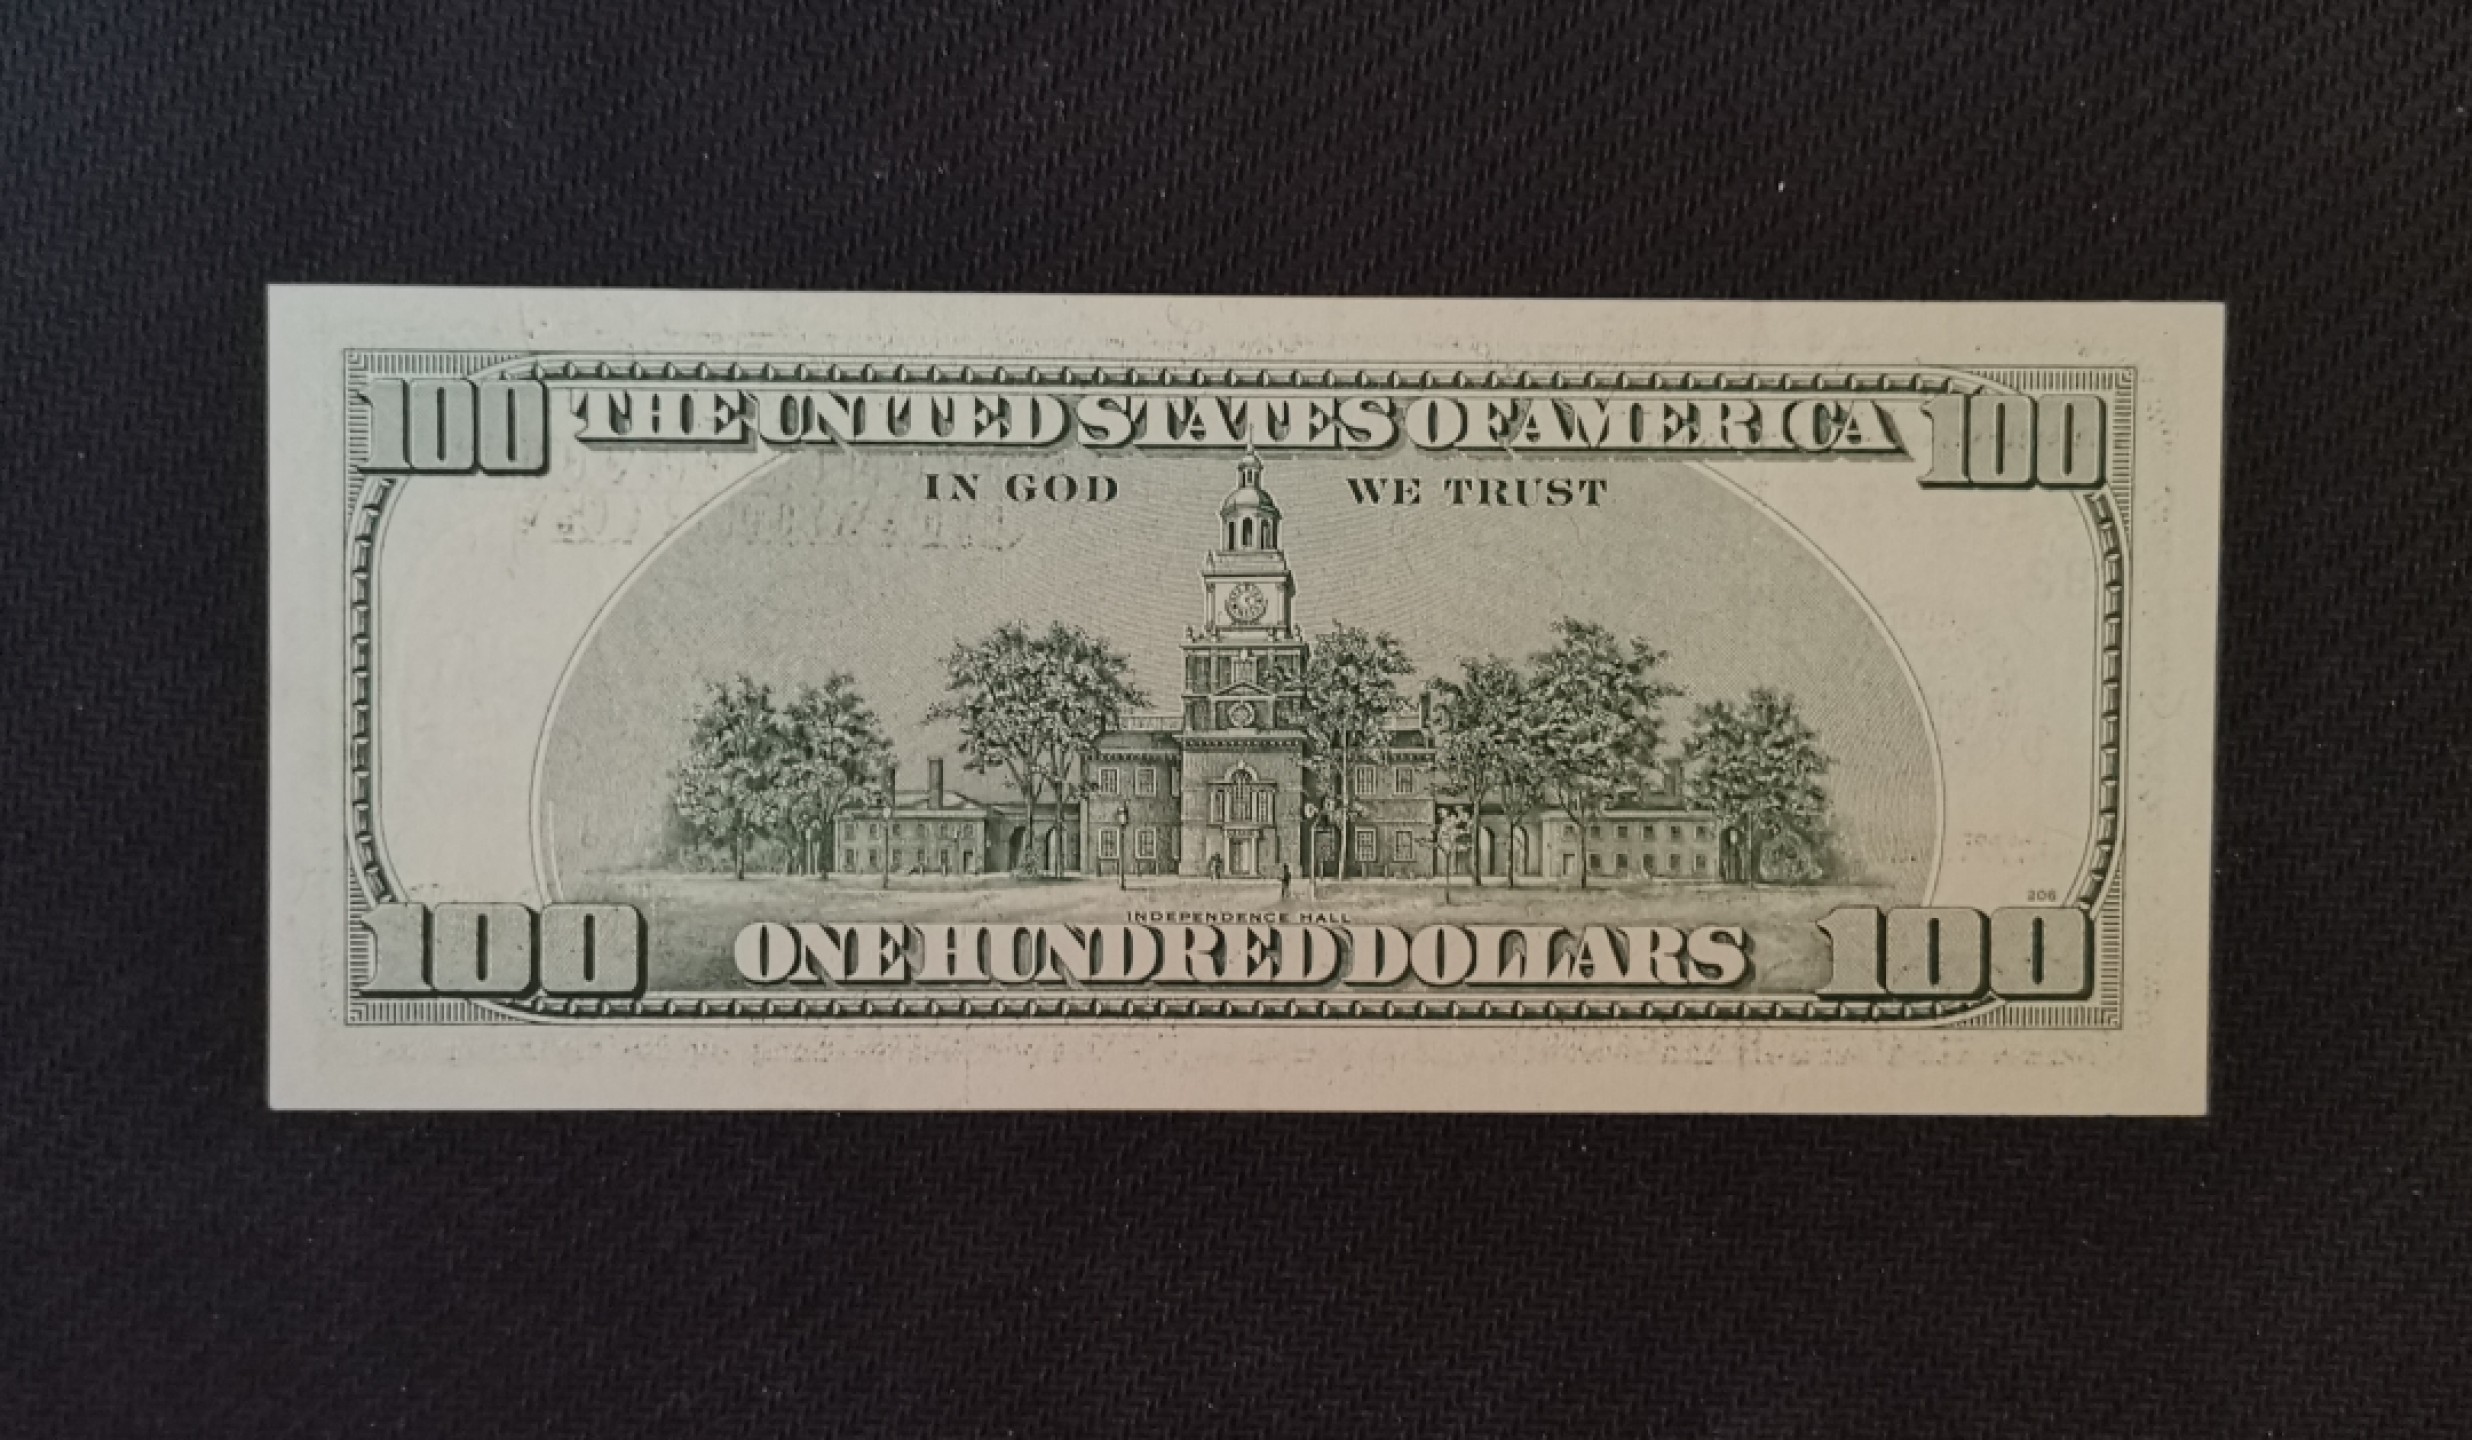 100 THE UNITED STATES OF AMERICA 100
IN GOD WE TRUST
206
INDEPENDENCE HALL
100 ONE HUNDRED DOLLARS 100